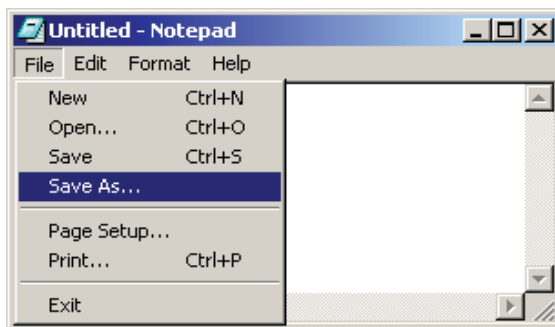 Untitled - Notepad
File Edit Format Help
New Ctrl+N
Open... Ctrl+O
Save Ctrl+S
Save As...
Page Setup...
Print... Ctrl+P
Exit